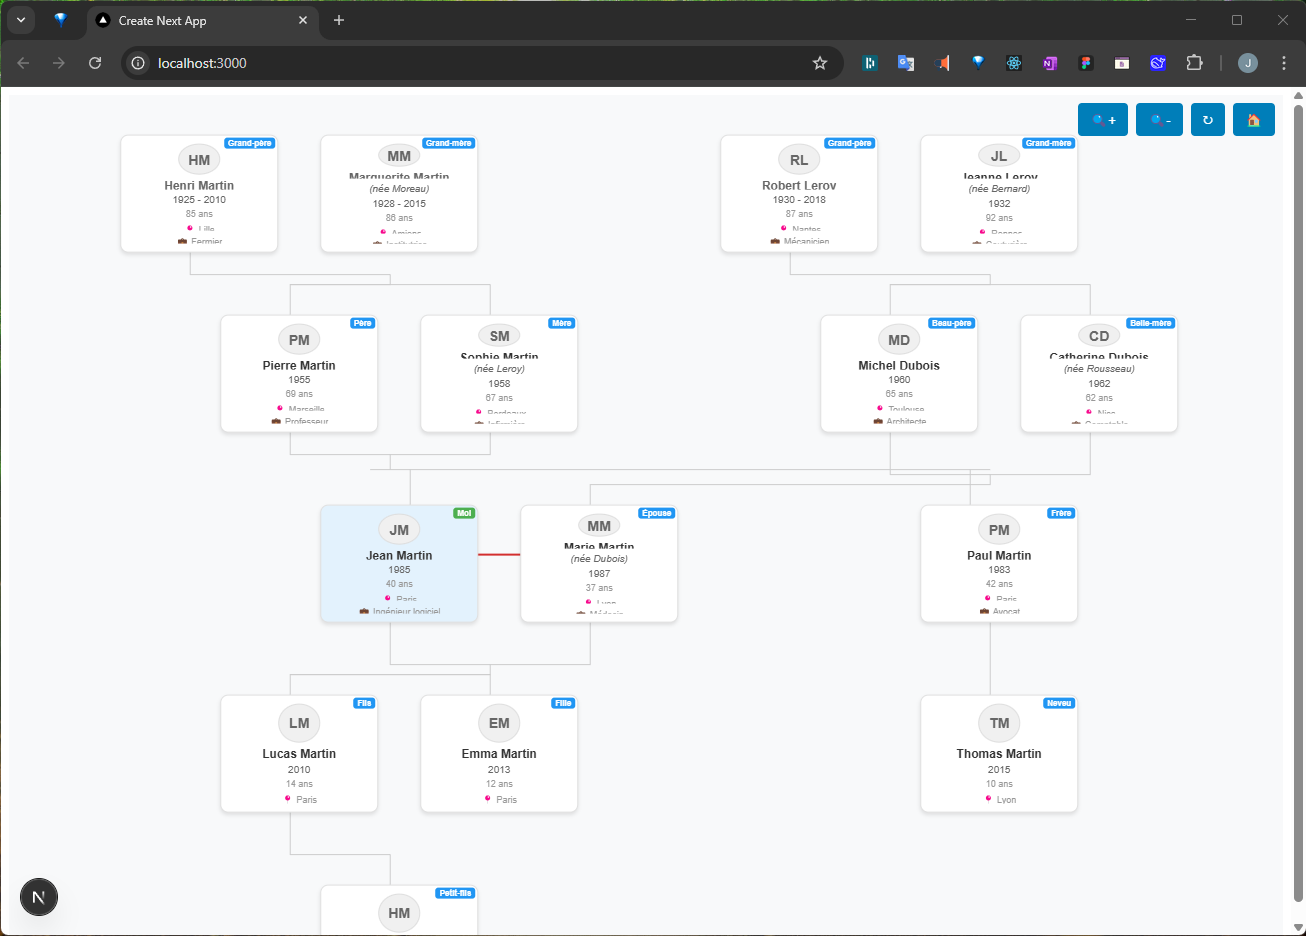 Create Next App
localhost:3000
J
+
-
↻
Grand-père
HM
Henri Martin
1925 - 2010
85 ans
Lille
Fermier
Grand-mère
MM
Marguerite Martin
(née Moreau)
1928 - 2015
86 ans
Amiens
Institutrice
Grand-père
RL
Robert Leroy
1930 - 2018
87 ans
Nantes
Mécanicien
Grand-mère
JL
Jeanne Leroy
(née Bernard)
1932
92 ans
Rennes
Couturière
Père
PM
Pierre Martin
1955
69 ans
Marseille
Professeur
Mère
SM
Sophie Martin
(née Leroy)
1958
67 ans
Bordeaux
Infirmière
Beau-père
MD
Michel Dubois
1960
65 ans
Toulouse
Architecte
Belle-mère
CD
Catherine Dubois
(née Rousseau)
1962
62 ans
Nice
Comptable
Moi
JM
Jean Martin
1985
40 ans
Paris
Ingénieur logiciel
Épouse
MM
Marie Martin
(née Dubois)
1987
37 ans
Lyon
Médecin
Frère
PM
Paul Martin
1983
42 ans
Paris
Avocat
Fils
LM
Lucas Martin
2010
14 ans
Paris
Fille
EM
Emma Martin
2013
12 ans
Paris
Neveu
TM
Thomas Martin
2015
10 ans
Lyon
Petit-fils
HM
N